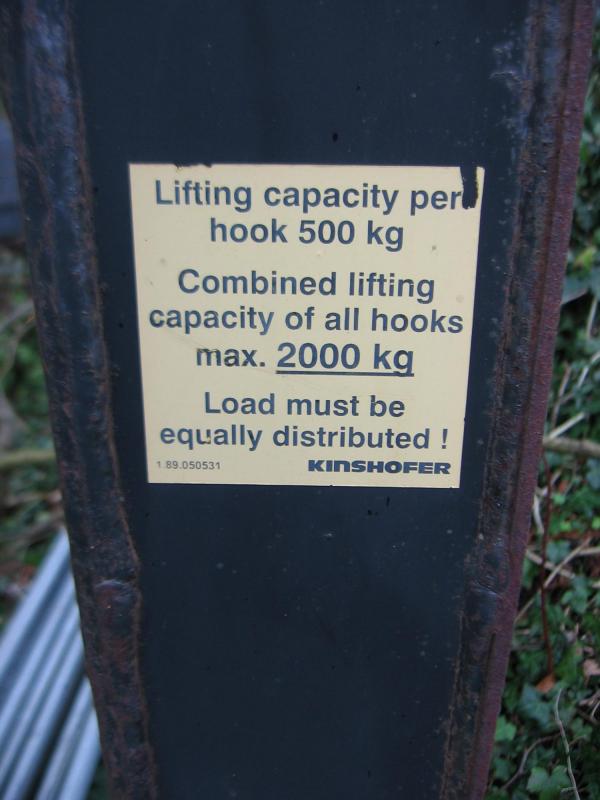 Lifting capacity per
hook 500 kg
Combined lifting
capacity of all hooks
max. 2000 kg
Load must be
equally distributed !
1.89.050531 KINSHOFER